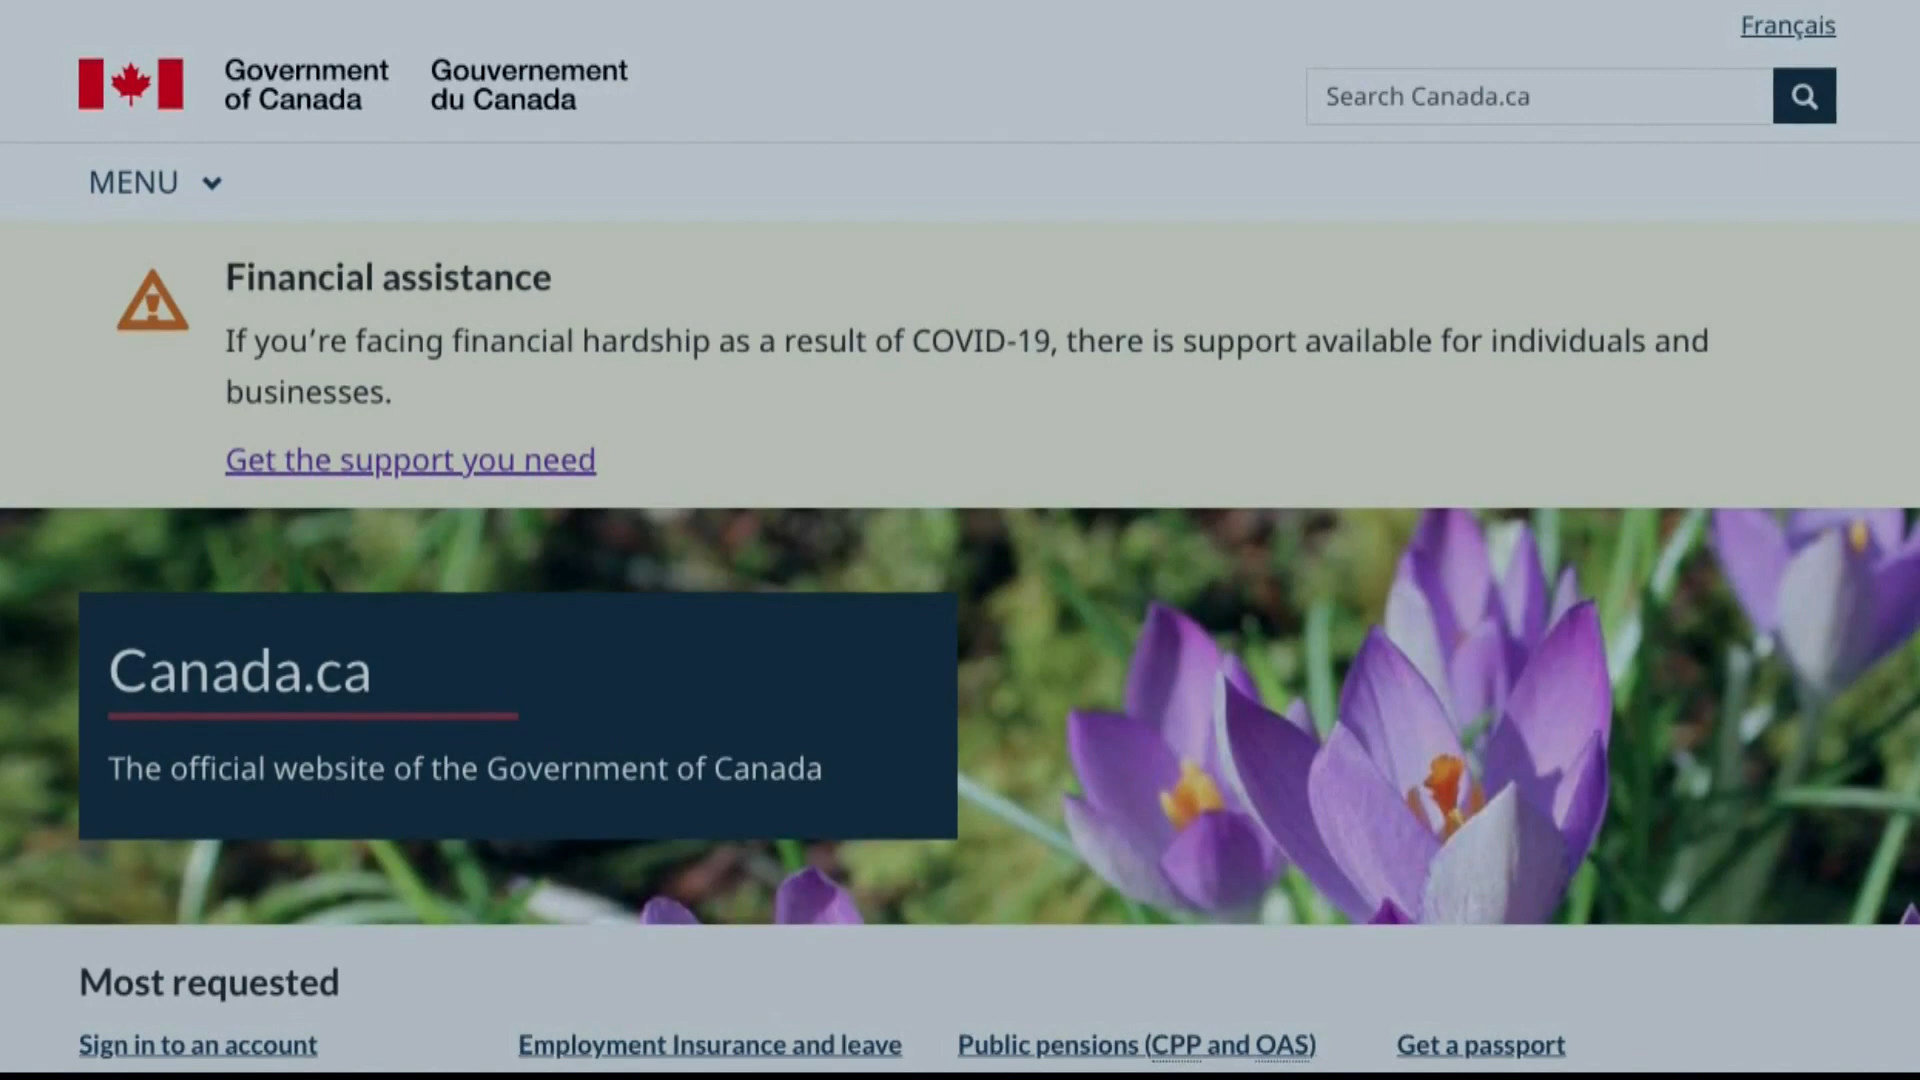 Français
Government
of Canada
Gouvernement
du Canada
Search Canada.ca
MENU
Financial assistance
If you’re facing financial hardship as a result of COVID-19, there is support available for individuals and
businesses.
Get the support you need
Canada.ca
The official website of the Government of Canada
Most requested
Sign in to an account
Employment Insurance and leave
Public pensions (CPP and OAS)
Get a passport